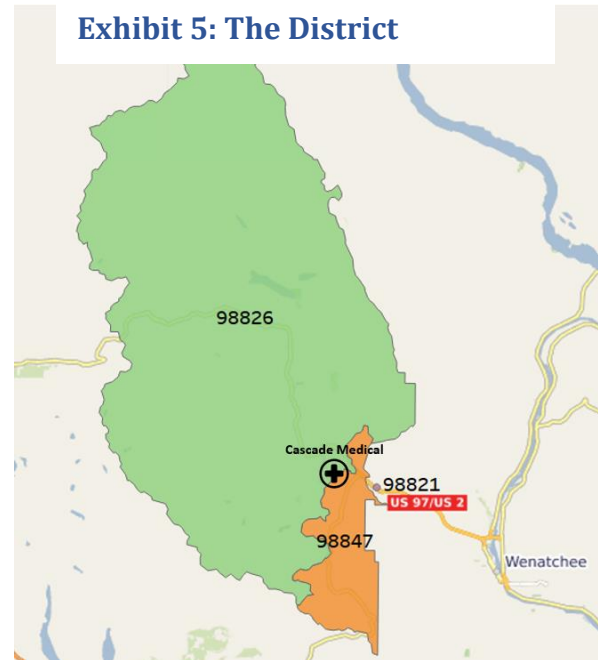 Exhibit 5: The District
98826
Cascade Medical
98821
US 97/US 2
98847
Wenatchee